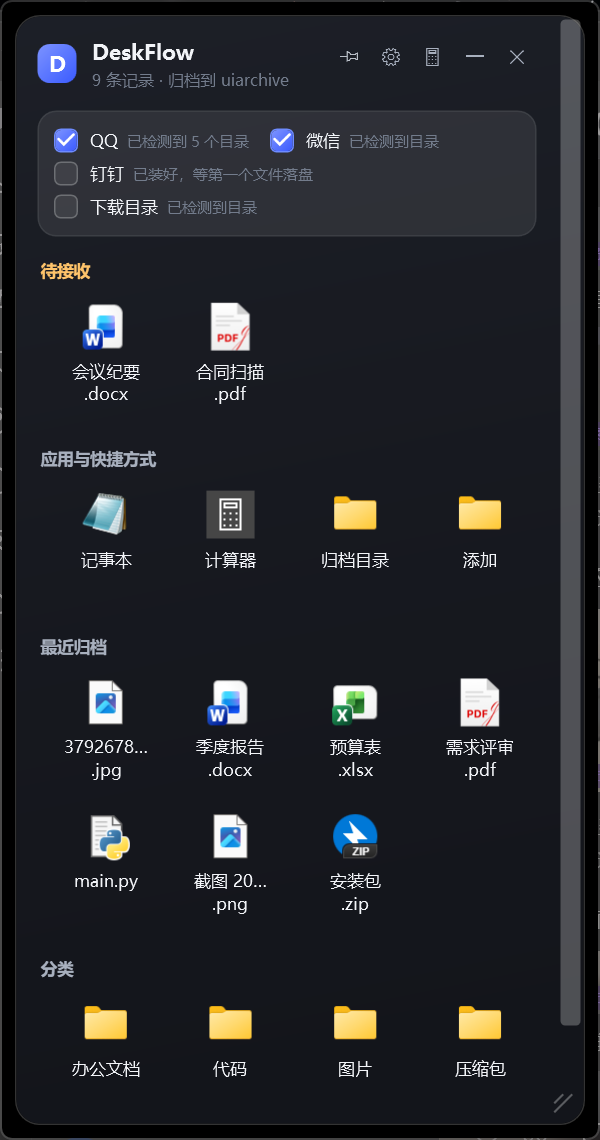 D
DeskFlow
9 条记录 · 归档到 uiarchive
QQ 已检测到 5 个目录 微信 已检测到目录
钉钉 已装好，等第一个文件落盘
下载目录 已检测到目录
待接收
会议纪要 合同扫描
.docx .pdf
应用与快捷方式
记事本 计算器 归档目录 添加
最近归档
3792678... 季度报告 预算表 需求评审
.jpg .docx .xlsx .pdf
main.py 截图 20... 安装包
.png .zip
分类
办公文档 代码 图片 压缩包